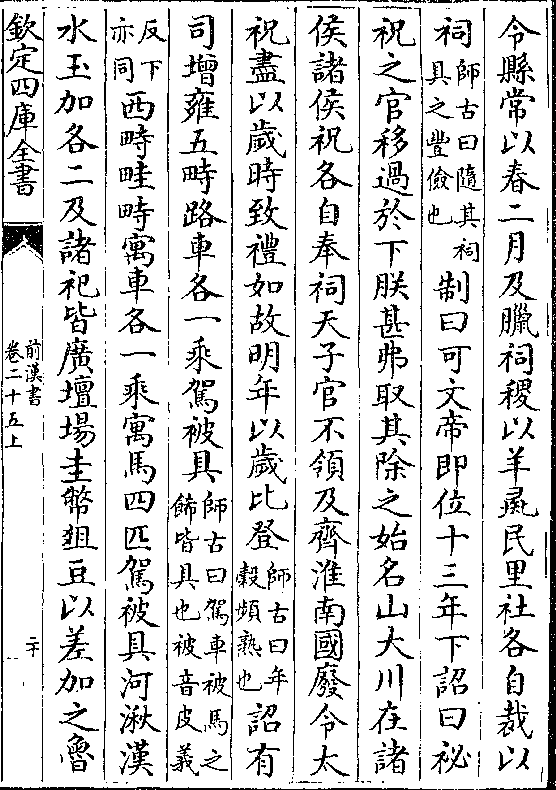 令縣常以春二月及臘祠稷以羊彘民里社各自裁以
祠師古曰隨其祠具之豐儉也制曰可文帝即位十三年下詔曰祕
祝之官移過於下朕甚弗取其除之始名山大川在諸
侯諸侯祝各自奉祠天子官不領及齊淮南國廢令太
祝盡以歲時致禮如故明年以歲比登師古曰年穀頻熟也詔有
司增雍五畤路車各一乘駕被具師古曰駕車被馬之飾皆具也被音皮義
反下亦同西畤畦畤寓車各一乘寓馬四匹駕被具河湫漢
水玉加各二及諸祀皆廣壇場圭幣俎豆以差加之魯
欽定四庫全書
前漢書
卷二十五上
二十